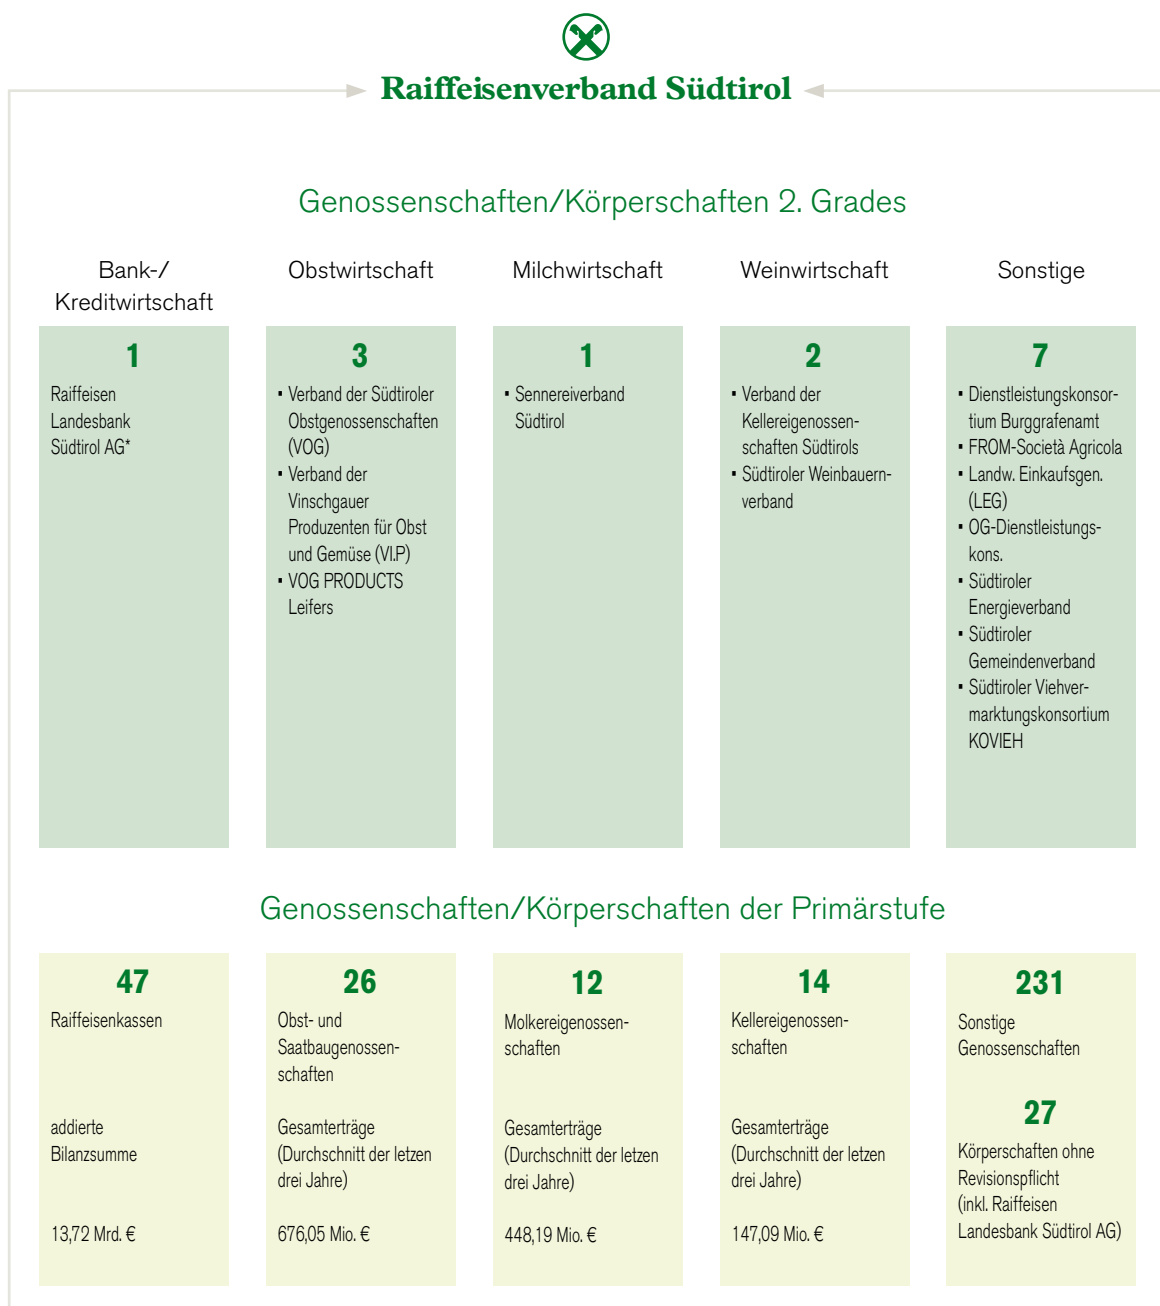 Raiffeisenverband Südtirol
Genossenschaften/Körperschaften 2. Grades
Bank-/
Kreditwirtschaft
1
Raiffeisen
Landesbank
Südtirol AG*
Obstwirtschaft
3
▪ Verband der Südtiroler
Obstgenossenschaften
(VOG)
▪ Verband der
Vinschgauer
Produzenten für Obst
und Gemüse (VI.P)
▪ VOG PRODUCTS
Leifers
Milchwirtschaft
1
▪ Sennereiverband
Südtirol
Weinwirtschaft
2
▪ Verband der
Kellereigenossen-
schaften Südtirols
▪ Südtiroler Weinbauern-
verband
Sonstige
7
▪ Dienstleistungskonsor-
tium Burggrafenamt
▪ FROM-Società Agricola
▪ Landw. Einkaufsgen.
(LEG)
▪ OG-Dienstleistungs-
kons.
▪ Südtiroler
Energieverband
▪ Südtiroler
Gemeindenverband
▪ Südtiroler Viehver-
marktungskonsortium
KOVIEH
Genossenschaften/Körperschaften der Primärstufe
47
Raiffeisenkassen
addierte
Bilanzsumme
13,72 Mrd. €
26
Obst- und
Saatbaugenossen-
schaften
Gesamterträge
(Durchschnitt der letzen
drei Jahre)
676,05 Mio. €
12
Molkereigenossen-
schaften
Gesamterträge
(Durchschnitt der letzen
drei Jahre)
448,19 Mio. €
14
Kellereigenossen-
schaften
Gesamterträge
(Durchschnitt der letzen
drei Jahre)
147,09 Mio. €
231
Sonstige
Genossenschaften
27
Körperschaften ohne
Revisionspflicht
(inkl. Raiffeisen
Landesbank Südtirol AG)